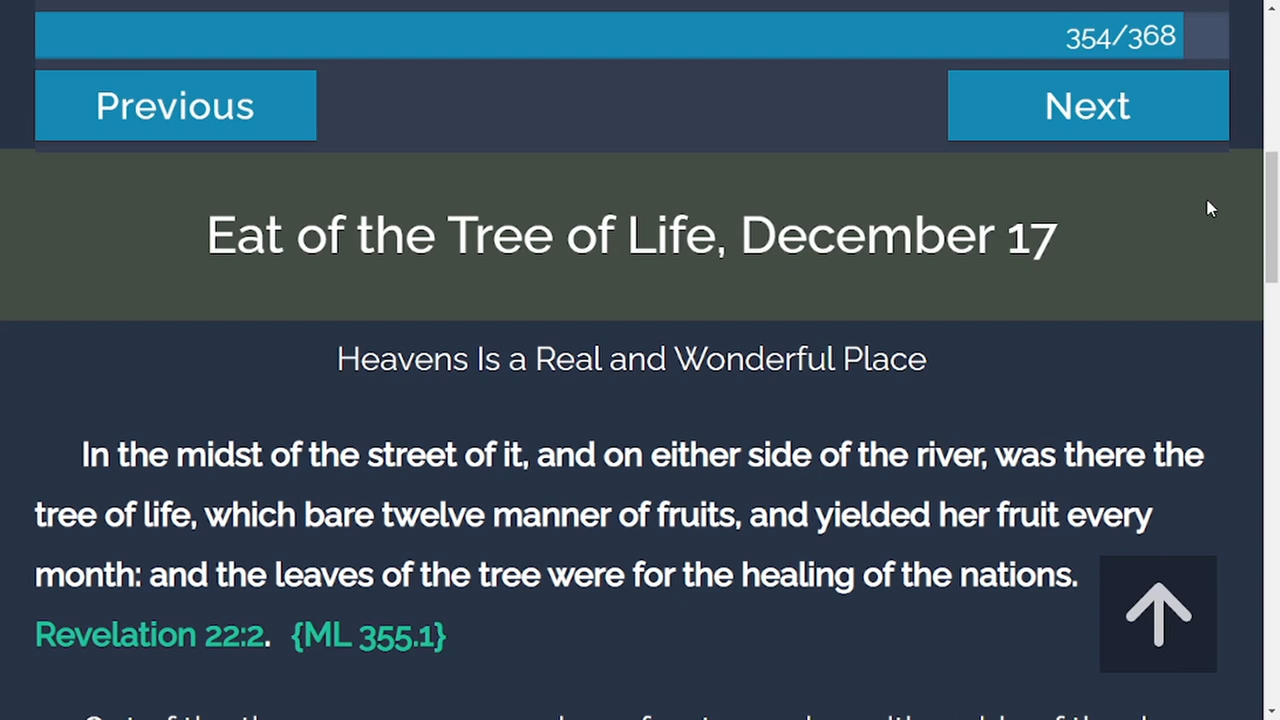 354/368
Previous
Next
Eat of the Tree of Life, December 17
Heavens Is a Real and Wonderful Place
In the midst of the street of it, and on either side of the river, was there the
tree of life, which bare twelve manner of fruits, and yielded her fruit every
month: and the leaves of the tree were for the healing of the nations.
Revelation 22:2. {ML 355.1}